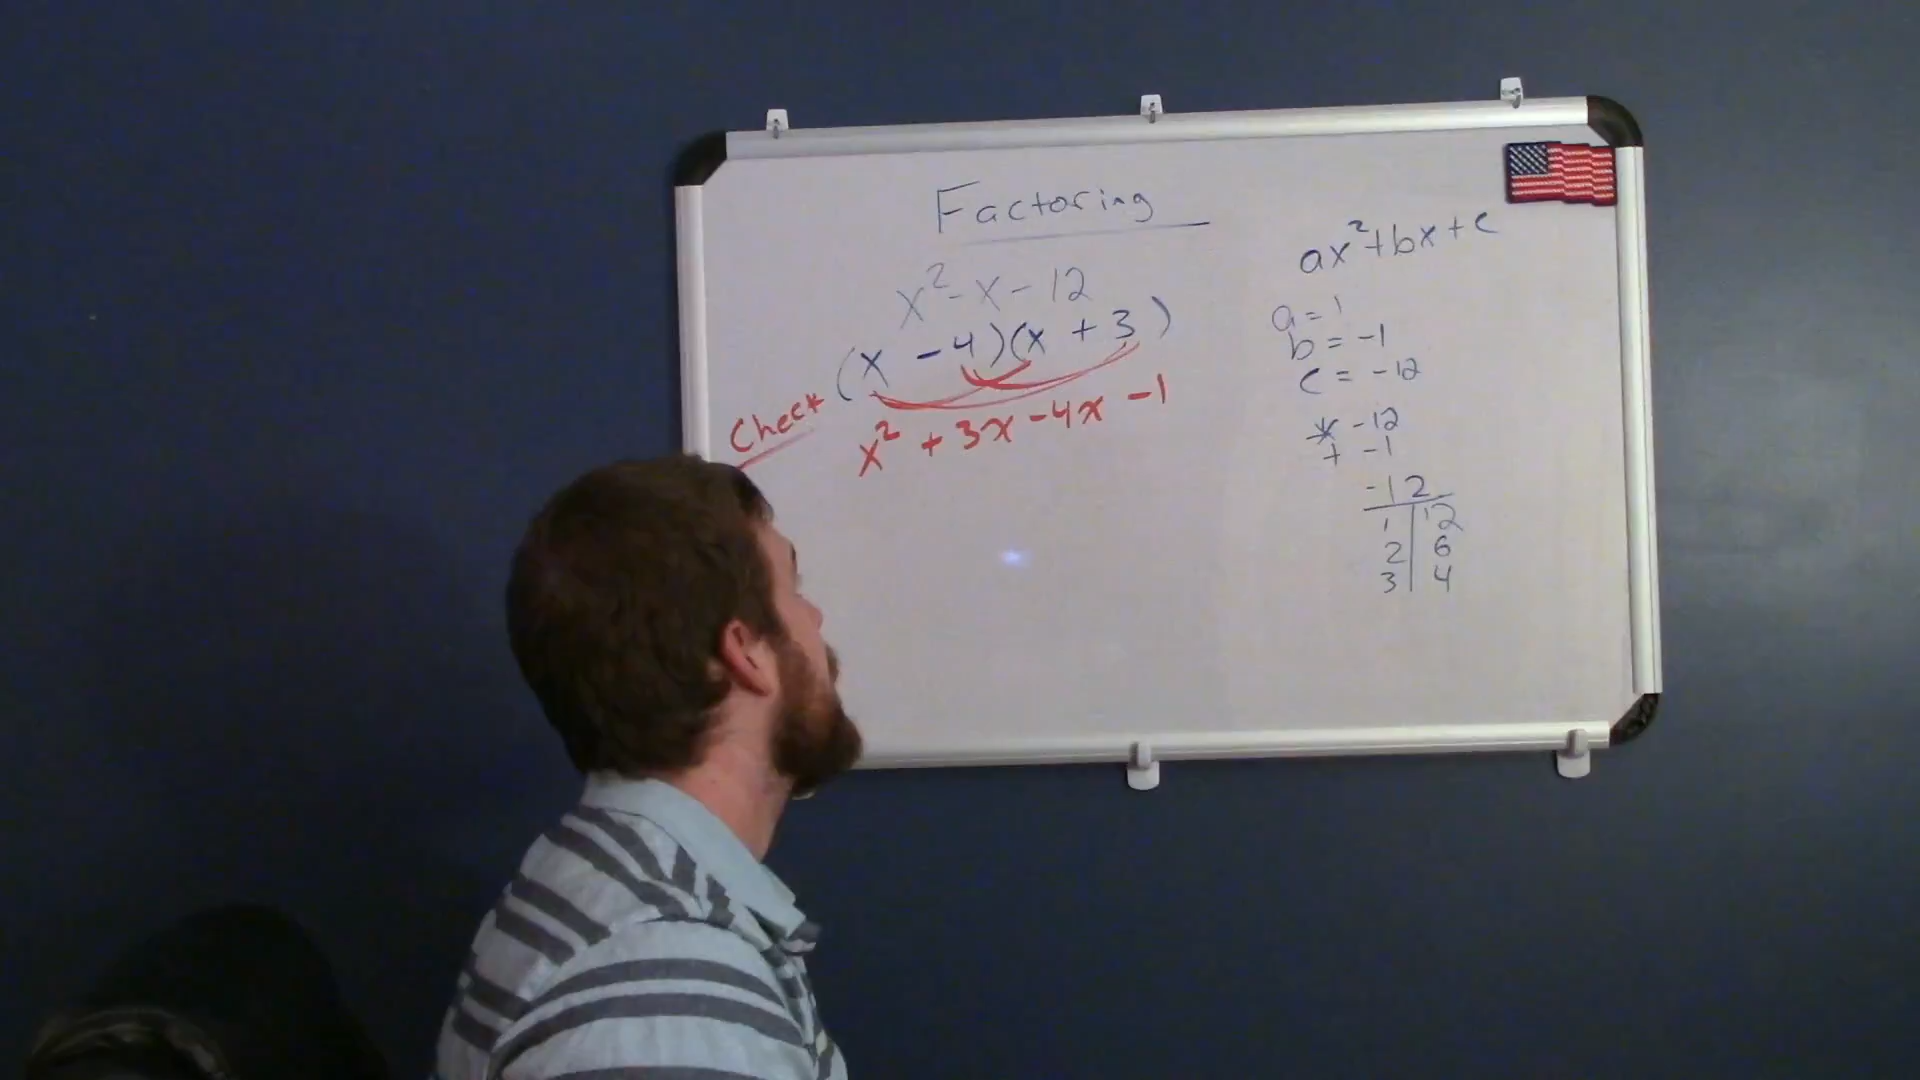 Factoring
x² - x - 12
(x - 4)(x + 3)
Check
x² + 3x - 4x - 1
ax² + bx + c
a = 1
b = -1
c = -12
* -12
+ -1
-12
1 | 12
2 | 6
3 | 4